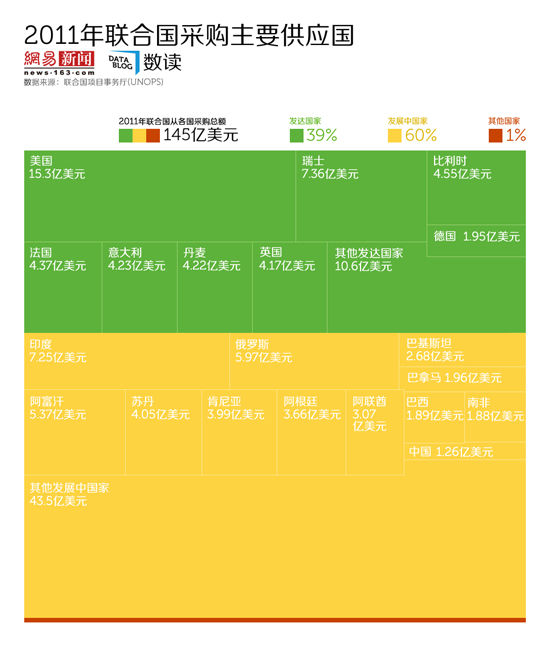 2011年联合国采购主要供应国
網易 新闻
news·163.com
DATA
BLOG
数读
数据来源：联合国项目事务厅(UNOPS)
2011年联合国从各国采购总额
145亿美元
发达国家
39%
发展中国家
60%
其他国家
1%
美国
15.3亿美元
瑞士
7.36亿美元
比利时
4.55亿美元
德国 1.95亿美元
法国
4.37亿美元
意大利
4.23亿美元
丹麦
4.22亿美元
英国
4.17亿美元
其他发达国家
10.6亿美元
印度
7.25亿美元
俄罗斯
5.97亿美元
巴基斯坦
2.68亿美元
巴拿马 1.96亿美元
阿富汗
5.37亿美元
苏丹
4.05亿美元
肯尼亚
3.99亿美元
阿根廷
3.66亿美元
阿联酋
3.07
亿美元
巴西
1.89亿美元
南非
1.88亿美元
中国 1.26亿美元
其他发展中国家
43.5亿美元